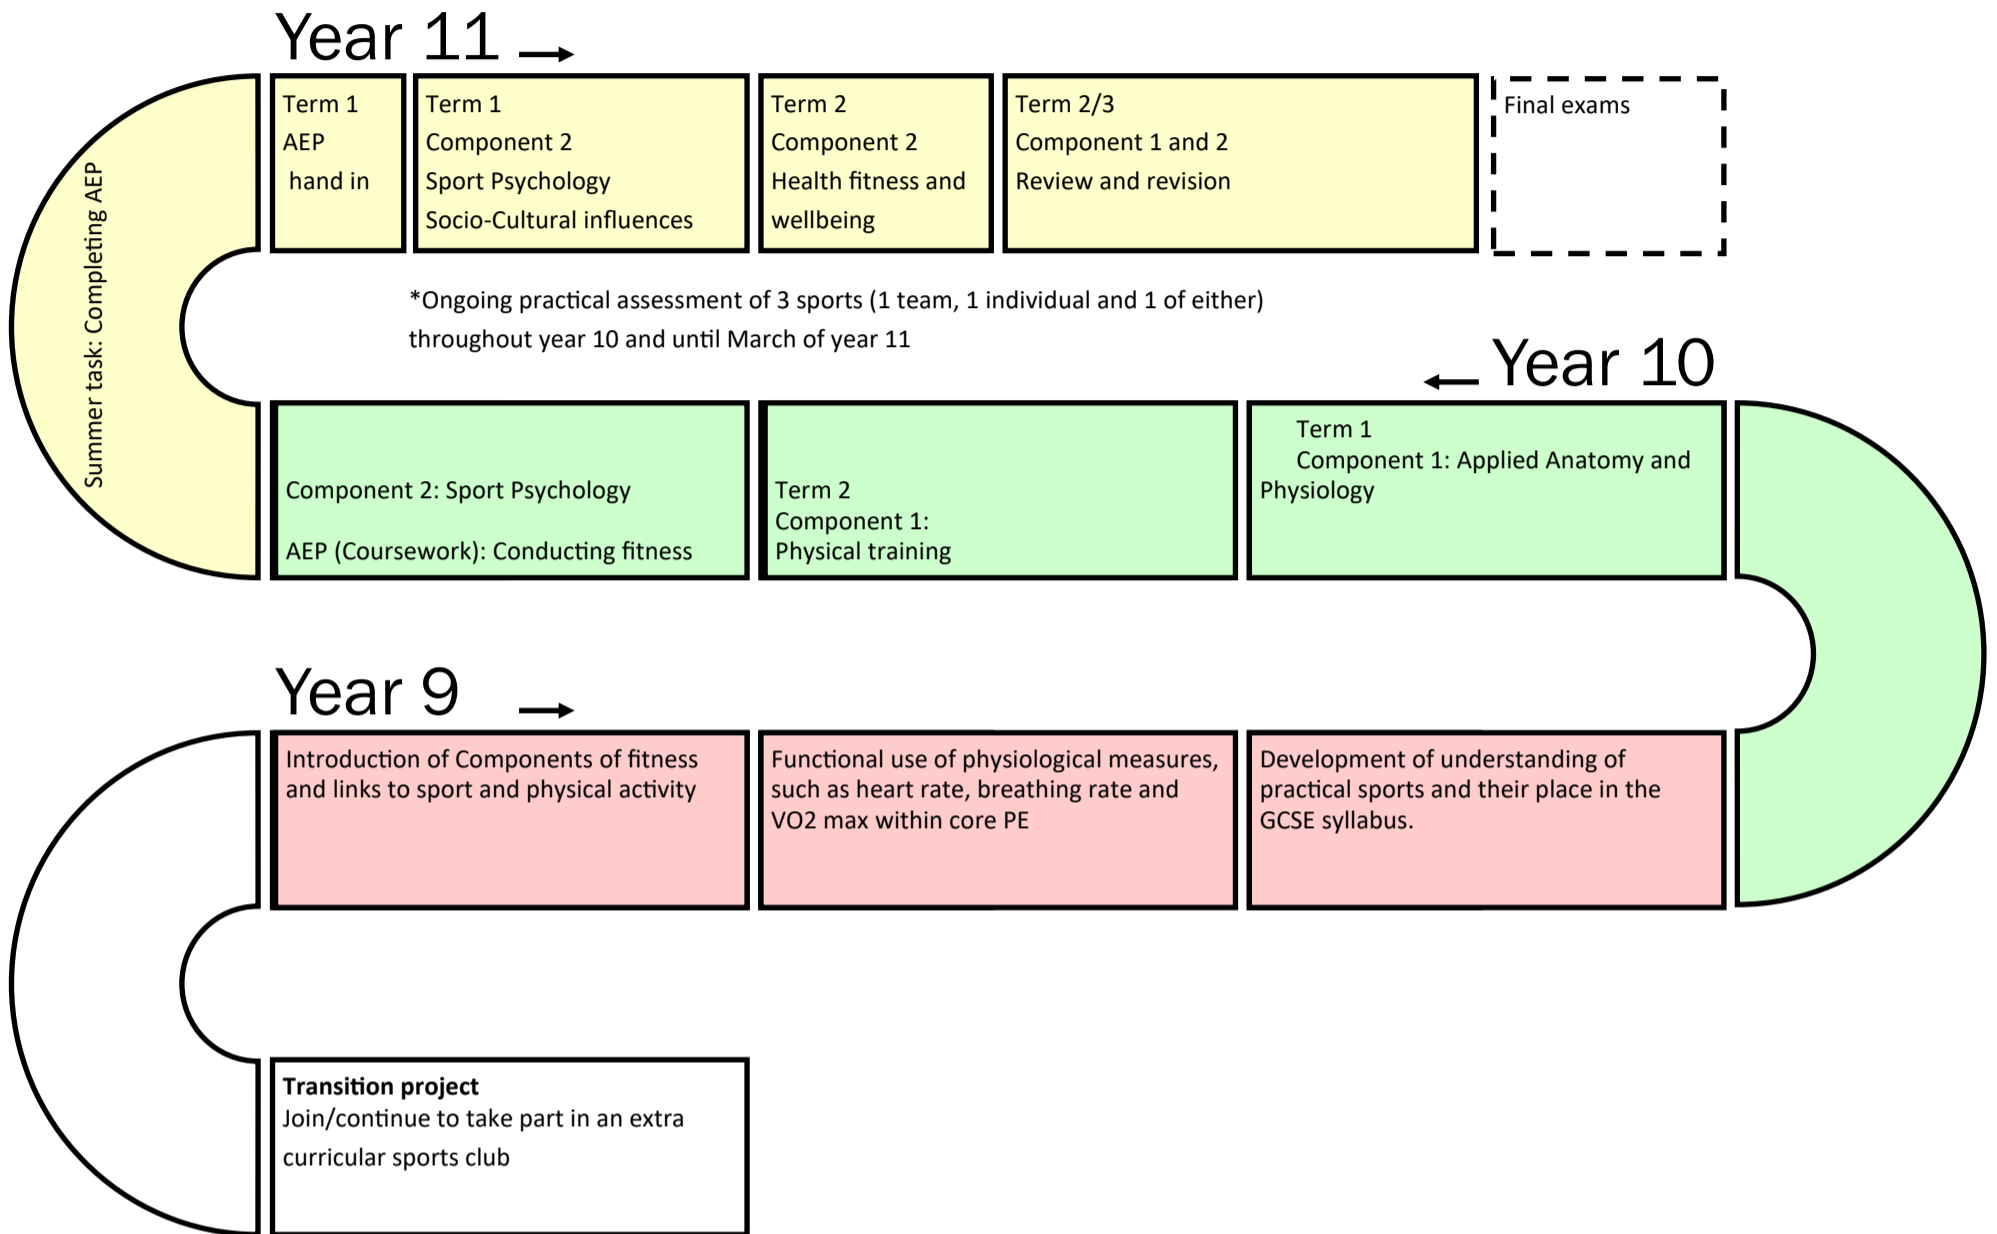 Year 11
Term 1
AEP
hand in
Term 1
Component 2
Sport Psychology
Socio-Cultural influences
Term 2
Component 2
Health fitness and
wellbeing
Term 2/3
Component 1 and 2
Review and revision
Final exams
Summer task: Completing AEP
*Ongoing practical assessment of 3 sports (1 team, 1 individual and 1 of either)
throughout year 10 and until March of year 11
Year 10
Component 2: Sport Psychology
AEP (Coursework): Conducting fitness
Term 2
Component 1:
Physical training
Term 1
Component 1: Applied Anatomy and
Physiology
Year 9
Introduction of Components of fitness
and links to sport and physical activity
Functional use of physiological measures,
such as heart rate, breathing rate and
VO2 max within core PE
Development of understanding of
practical sports and their place in the
GCSE syllabus.
Transition project
Join/continue to take part in an extra
curricular sports club